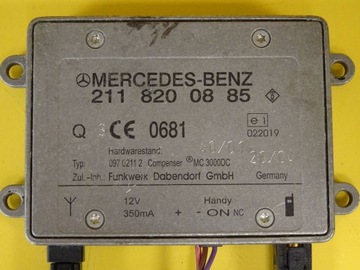 MERCEDES-BENZ
211 820 08 85
Q CE 0681
e1
022019
Hardwarestand:
Typ: 097 0211 2 Compenser ® MC 3000DC
Zul.-Inh.: Funkwerk Dabendorf GmbH Germany
12V Handy
350mA + - ON NC